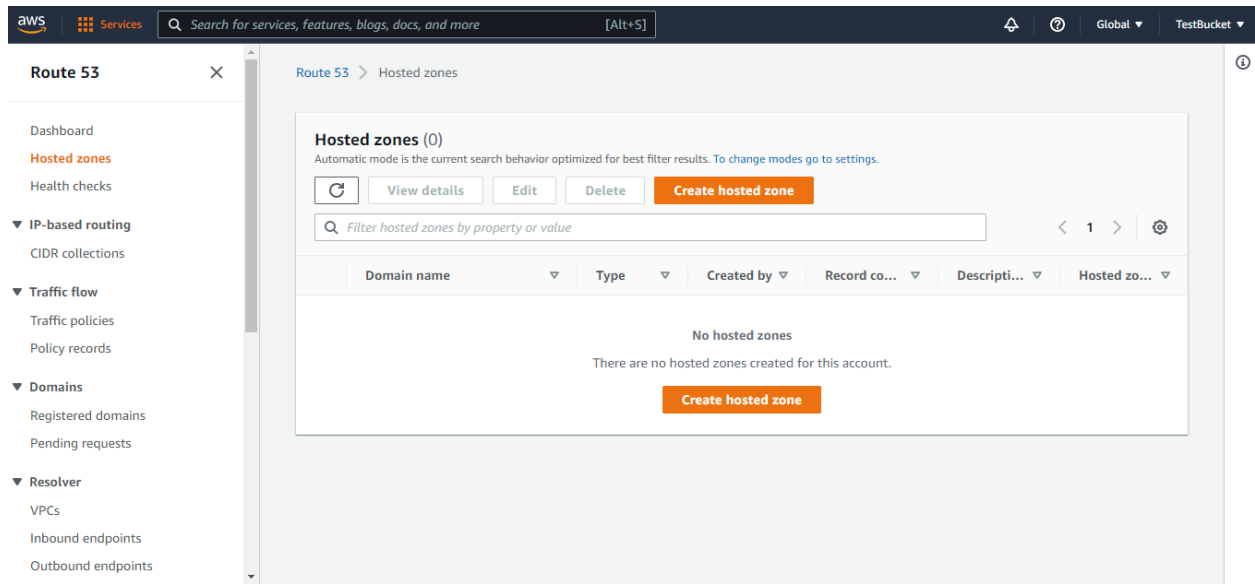 aws Services Search for services, features, blogs, docs, and more [Alt+S] Global TestBucket
Route 53
Dashboard
Hosted zones
Health checks
IP-based routing
CIDR collections
Traffic flow
Traffic policies
Policy records
Domains
Registered domains
Pending requests
Resolver
VPCs
Inbound endpoints
Outbound endpoints
Route 53 > Hosted zones
Hosted zones (0)
Automatic mode is the current search behavior optimized for best filter results. To change modes go to settings.
View details Edit Delete Create hosted zone
Filter hosted zones by property or value 1
Domain name Type Created by Record co... Descripti... Hosted zo...
No hosted zones
There are no hosted zones created for this account.
Create hosted zone